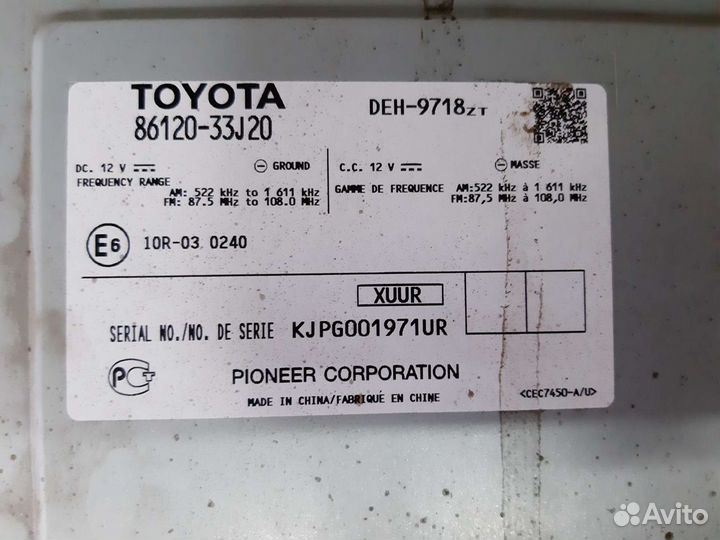 TOYOTA
86120-33J20
DEH-9718ZT
DC. 12 V
⊖ GROUND
FREQUENCY RANGE
AM: 522 kHz to 1 611 kHz
FM: 87.5 MHz to 108.0 MHz
C.C. 12 V
⊖ MASSE
GAMME DE FREQUENCE
AM:522 kHz à 1 611 kHz
FM:87,5 MHz à 108,0 MHz
E6 10R-03 0240
XUUR
SERIAL NO./NO. DE SERIE KJPG001971UR
PIONEER CORPORATION
MADE IN CHINA/FABRIQUÉ EN CHINE
<CEC7450-A/U>
Avito